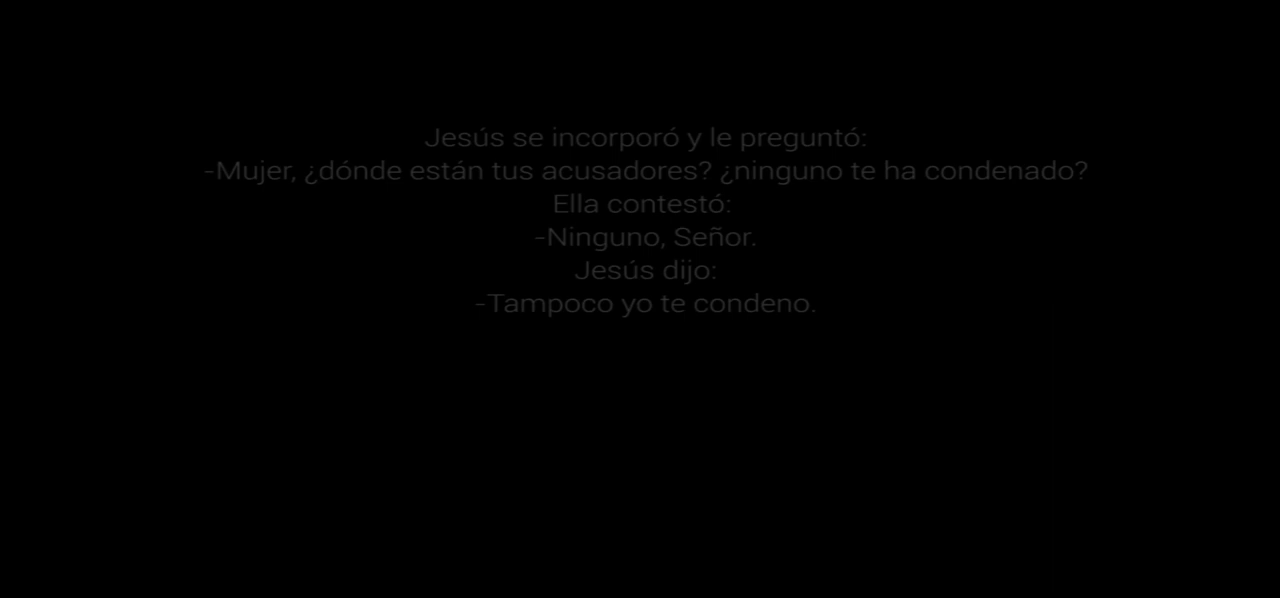 Jesús se incorporó y le preguntó:
-Mujer, ¿dónde están tus acusadores? ¿ninguno te ha condenado?
Ella contestó:
-Ninguno, Señor.
Jesús dijo:
-Tampoco yo te condeno.